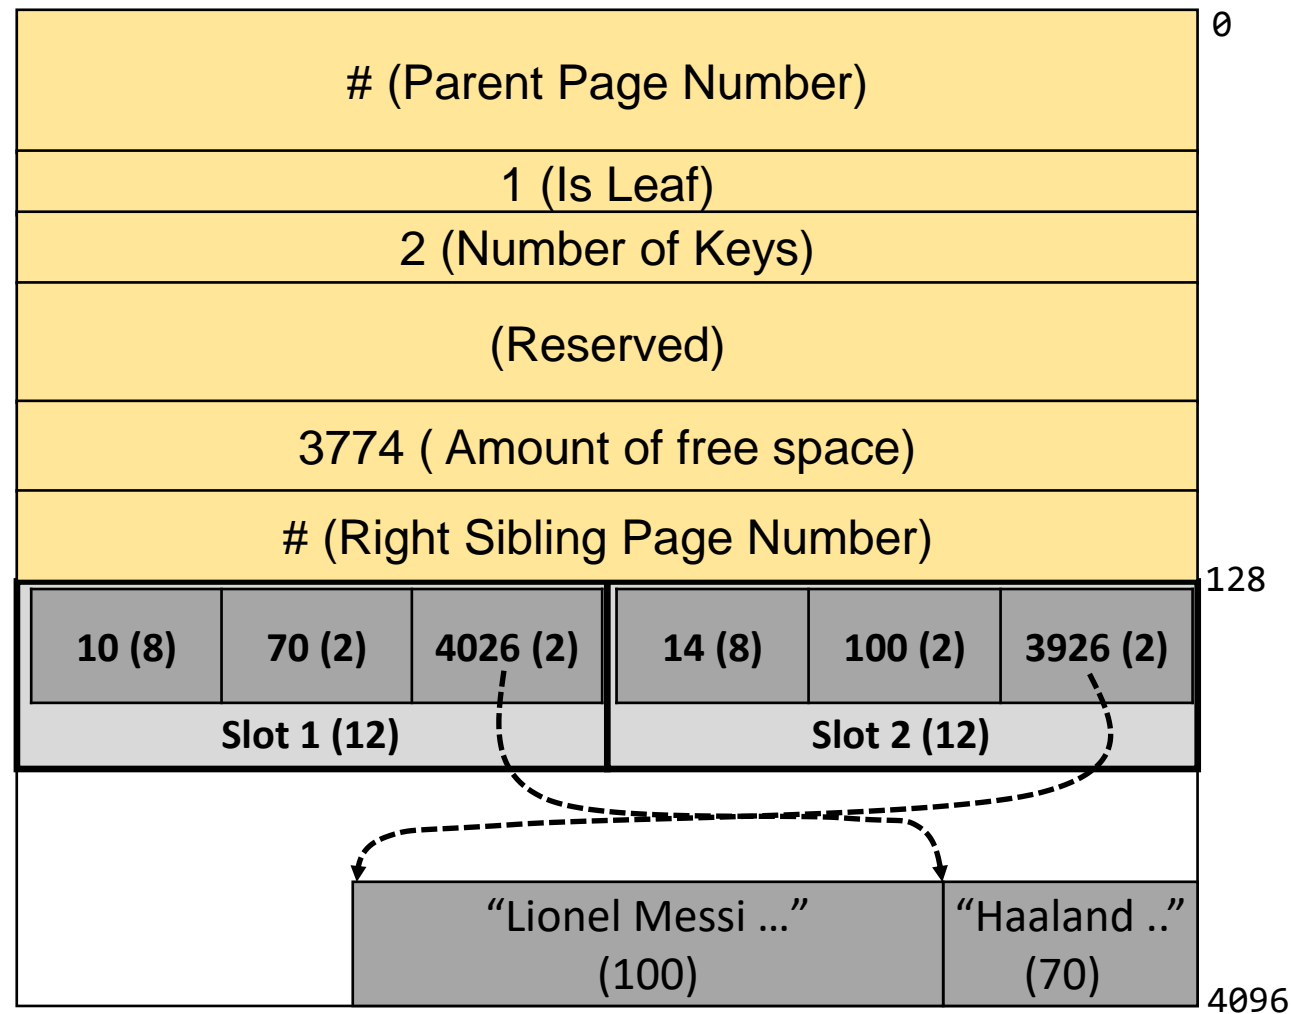 0
# (Parent Page Number)
1 (Is Leaf)
2 (Number of Keys)
(Reserved)
3774 ( Amount of free space)
# (Right Sibling Page Number)
128
10 (8) 70 (2) 4026 (2) 14 (8) 100 (2) 3926 (2)
Slot 1 (12) Slot 2 (12)
“Lionel Messi ...” “Haaland ..”
(100) (70)
4096